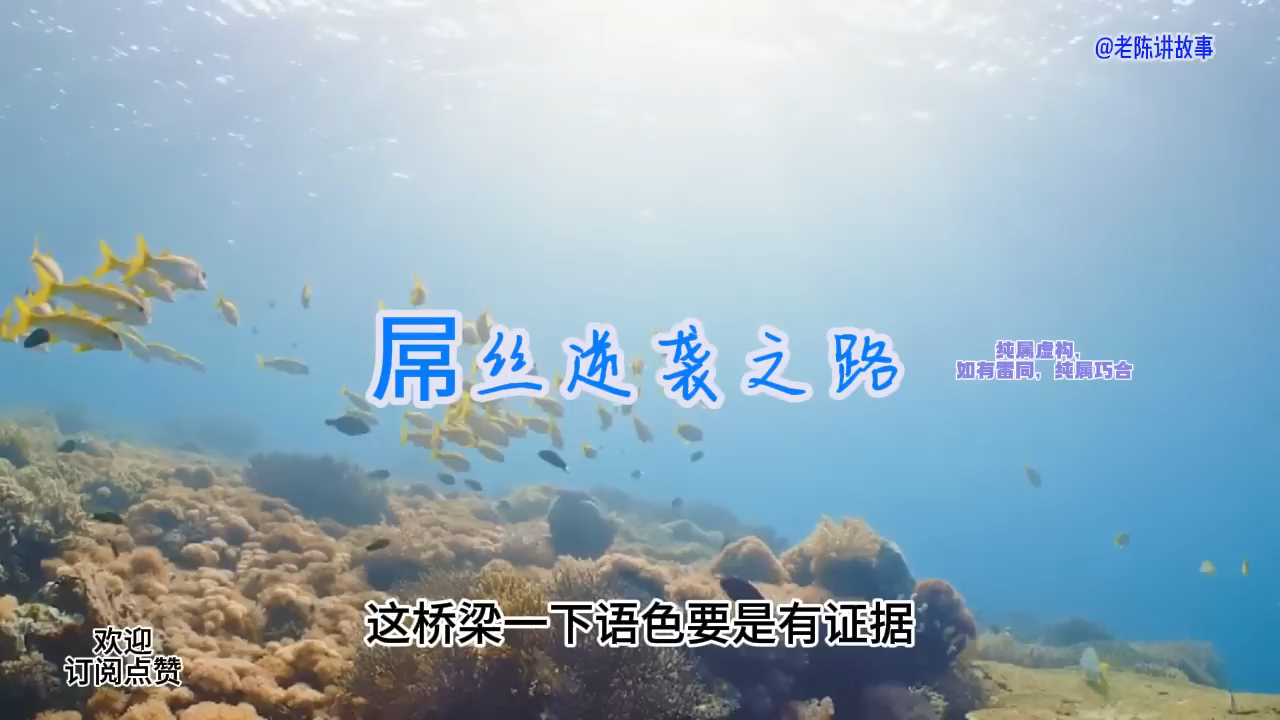 @老陈讲故事
屌丝逆袭之路
纯属虚构，
如有雷同，纯属巧合
这桥梁一下语色要是有证据
欢迎
订阅点赞